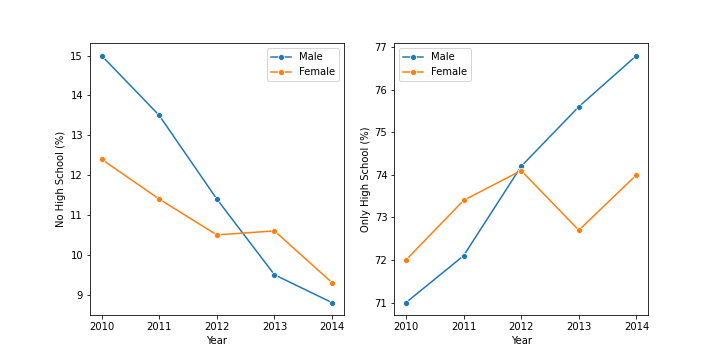 No High School (%)
15
14
13
12
11
10
9
Male
Female
2010 2011 2012 2013 2014
Year
Only High School (%)
77
76
75
74
73
72
71
Male
Female
2010 2011 2012 2013 2014
Year